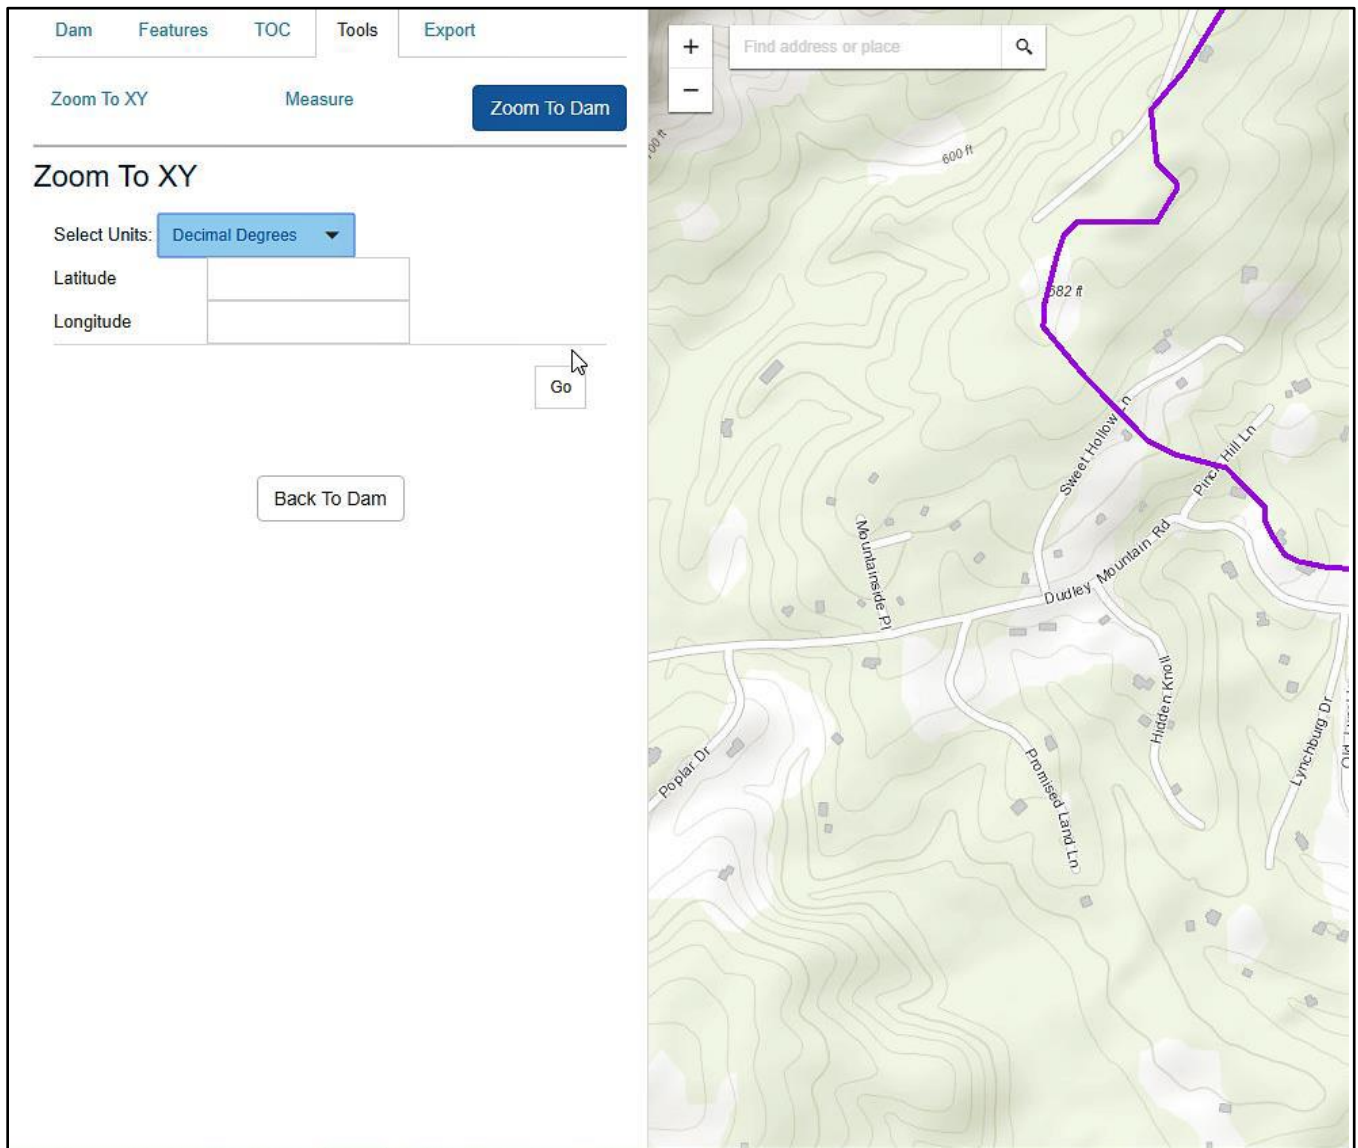 Dam Features TOC Tools Export
Zoom To XY Measure Zoom To Dam
Zoom To XY
Select Units: Decimal Degrees
Latitude
Longitude
Go
Back To Dam
+
Find address or place
−
600 ft
682 ft
Sweet Hollow Ln
Hill Ln
Mountainside Pl
Dudley Mountain Rd
Hidden Knoll
Poplar Dr
Promised Land Ln
Lynchburg Dr